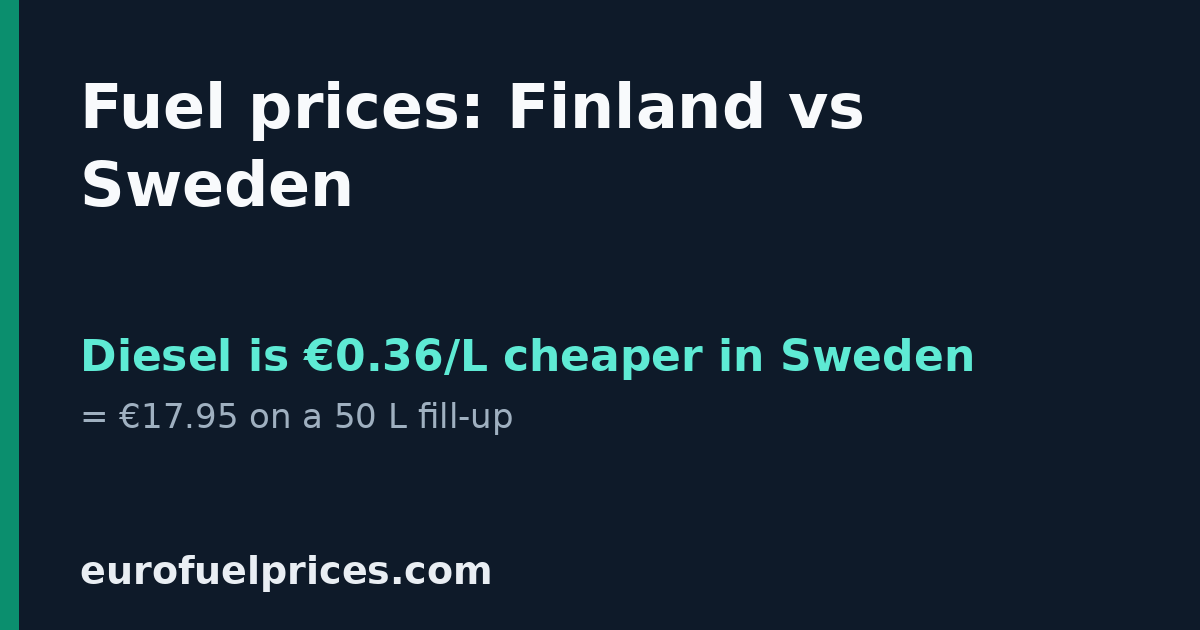 Fuel prices: Finland vs
Sweden
Diesel is €0.36/L cheaper in Sweden
= €17.95 on a 50 L fill-up
eurofuelprices.com